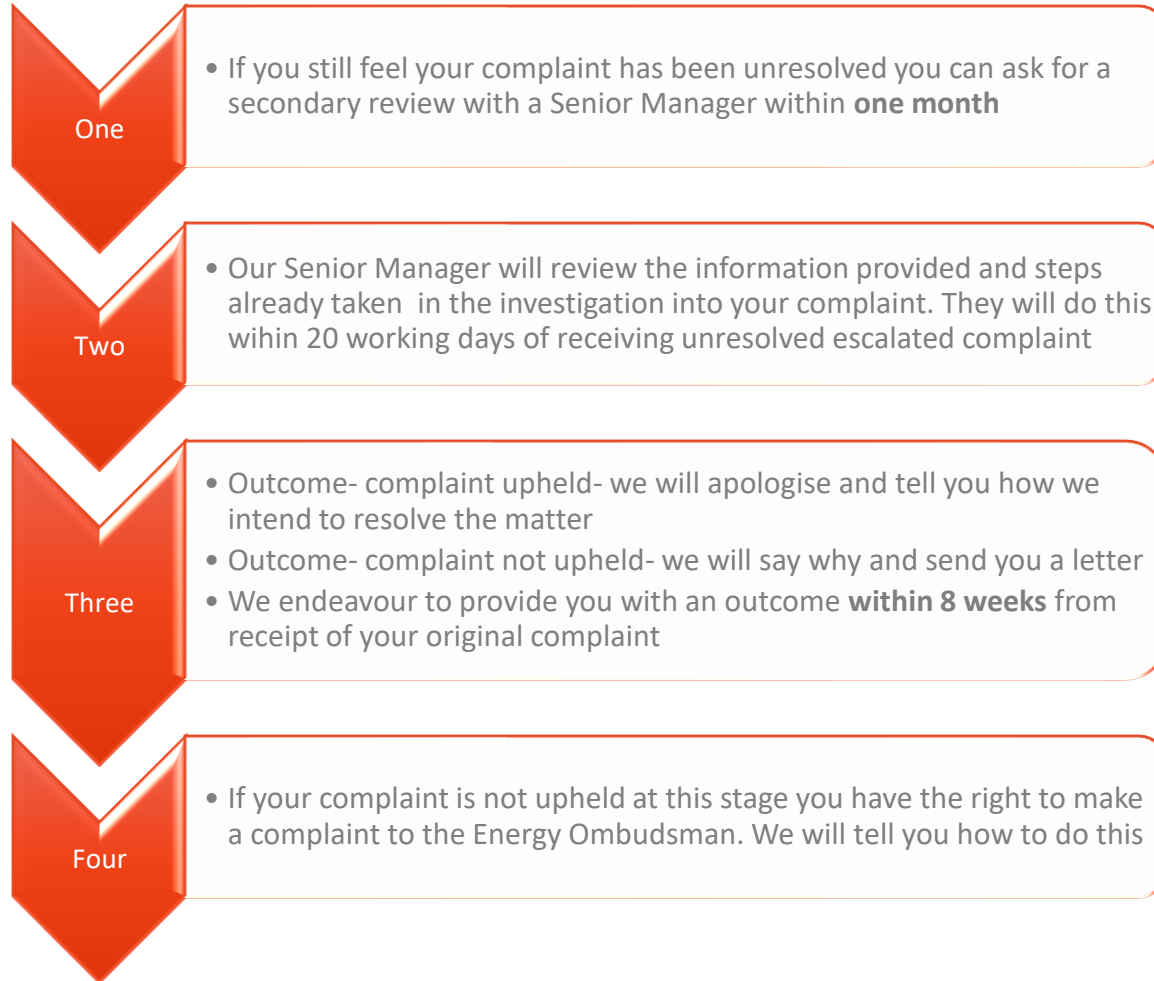 One
• If you still feel your complaint has been unresolved you can ask for a
secondary review with a Senior Manager within one month
Two
• Our Senior Manager will review the information provided and steps
already taken  in the investigation into your complaint. They will do this
wihin 20 working days of receiving unresolved escalated complaint
Three
• Outcome- complaint upheld- we will apologise and tell you how we
intend to resolve the matter
• Outcome- complaint not upheld- we will say why and send you a letter
• We endeavour to provide you with an outcome within 8 weeks from
receipt of your original complaint
Four
• If your complaint is not upheld at this stage you have the right to make
a complaint to the Energy Ombudsman. We will tell you how to do this